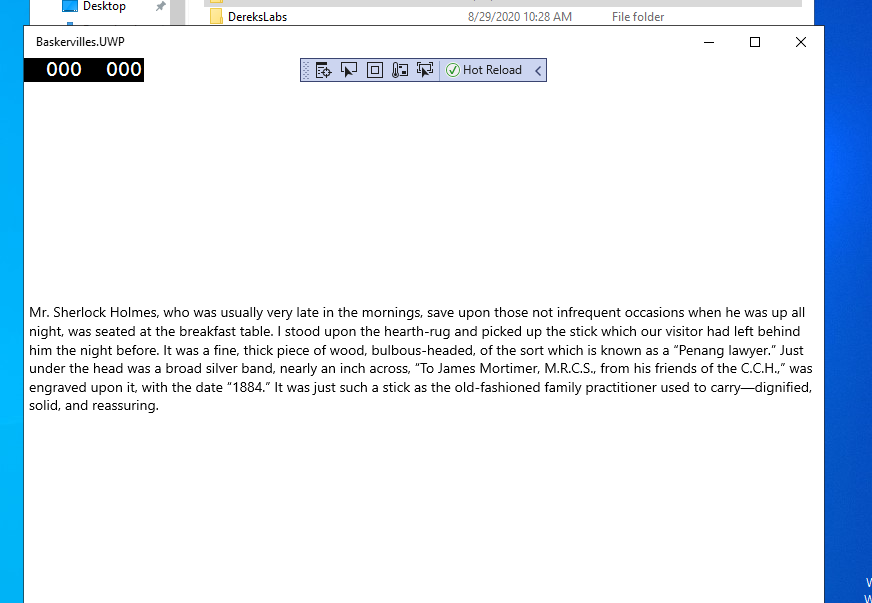 Desktop
DereksLabs 8/29/2020 10:28 AM File folder
Baskervilles.UWP
000 000
Hot Reload
Mr. Sherlock Holmes, who was usually very late in the mornings, save upon those not infrequent occasions when he was up all
night, was seated at the breakfast table. I stood upon the hearth-rug and picked up the stick which our visitor had left behind
him the night before. It was a fine, thick piece of wood, bulbous-headed, of the sort which is known as a “Penang lawyer.” Just
under the head was a broad silver band, nearly an inch across, “To James Mortimer, M.R.C.S., from his friends of the C.C.H.,” was
engraved upon it, with the date “1884.” It was just such a stick as the old-fashioned family practitioner used to carry—dignified,
solid, and reassuring.